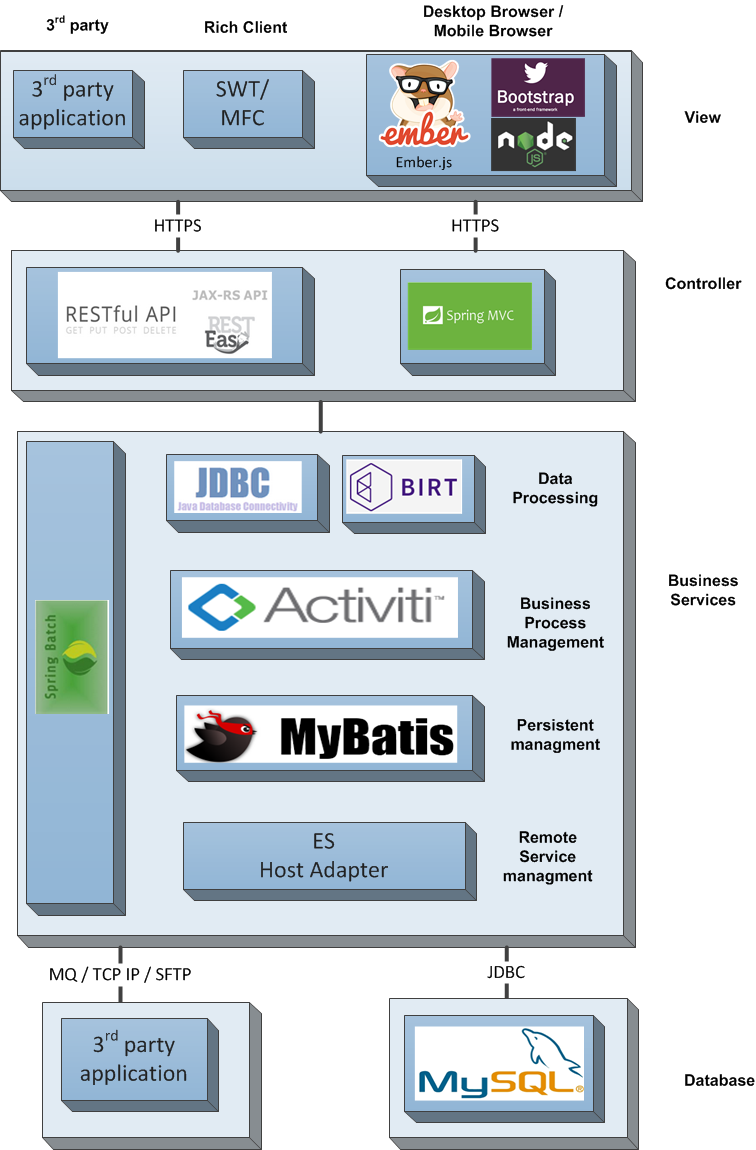 3rd party
Rich Client
Desktop Browser /
Mobile Browser
3rd party
application
SWT/
MFC
ember
Ember.js
Bootstrap
a front-end framework
node
JS
View
HTTPS
HTTPS
RESTful API
GET PUT POST DELETE
JAX-RS API
REST
Easy
Spring MVC
Controller
Spring Batch
JDBC
Java Database Connectivity
BIRT
Data
Processing
Activiti™
Business
Process
Management
Business
Services
MyBatis
Persistent
managment
ES
Host Adapter
Remote
Service
managment
MQ / TCP IP / SFTP
JDBC
3rd party
application
MySQL®
Database